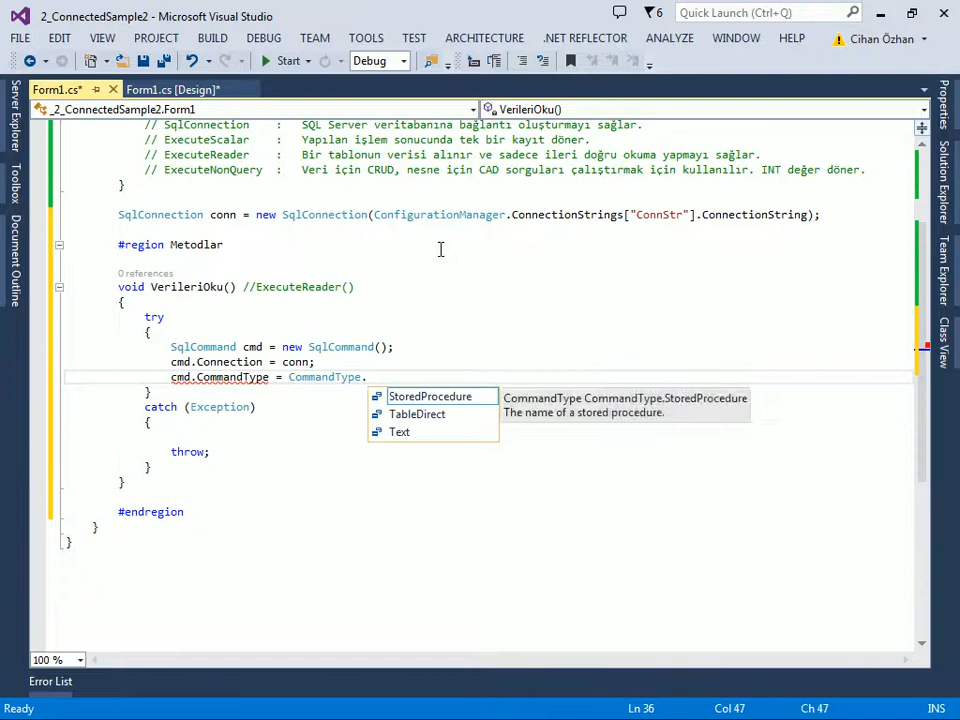 2_ConnectedSample2 - Microsoft Visual Studio
6
Quick Launch (Ctrl+Q)
FILE EDIT VIEW PROJECT BUILD DEBUG TEAM TOOLS TEST ARCHITECTURE .NET REFLECTOR ANALYZE WINDOW HELP Cihan Özhan
Start Debug
Form1.cs* Form1.cs [Design]*
_2_ConnectedSample2.Form1 VerileriOku()
Server Explorer
Toolbox
Document Outline
// SqlConnection : SQL Server veritabanına bağlantı oluşturmayı sağlar.
// ExecuteScalar : Yapılan işlem sonucunda tek bir kayıt döner.
// ExecuteReader : Bir tablonun verisi alınır ve sadece ileri doğru okuma yapmayı sağlar.
// ExecuteNonQuery : Veri için CRUD, nesne için CAD sorguları çalıştırmak için kullanılır. INT değer döner.
}
SqlConnection conn = new SqlConnection(ConfigurationManager.ConnectionStrings["ConnStr"].ConnectionString);
#region Metodlar
0 references
void VerileriOku() //ExecuteReader()
{
try
{
SqlCommand cmd = new SqlCommand();
cmd.Connection = conn;
cmd.CommandType = CommandType.
}
catch (Exception)
{
throw;
}
}
#endregion
}
}
StoredProcedure
TableDirect
Text
CommandType CommandType.StoredProcedure
The name of a stored procedure.
Properties
Solution Explorer
Team Explorer
Class View
100 %
Error List
Ready Ln 36 Col 47 Ch 47 INS